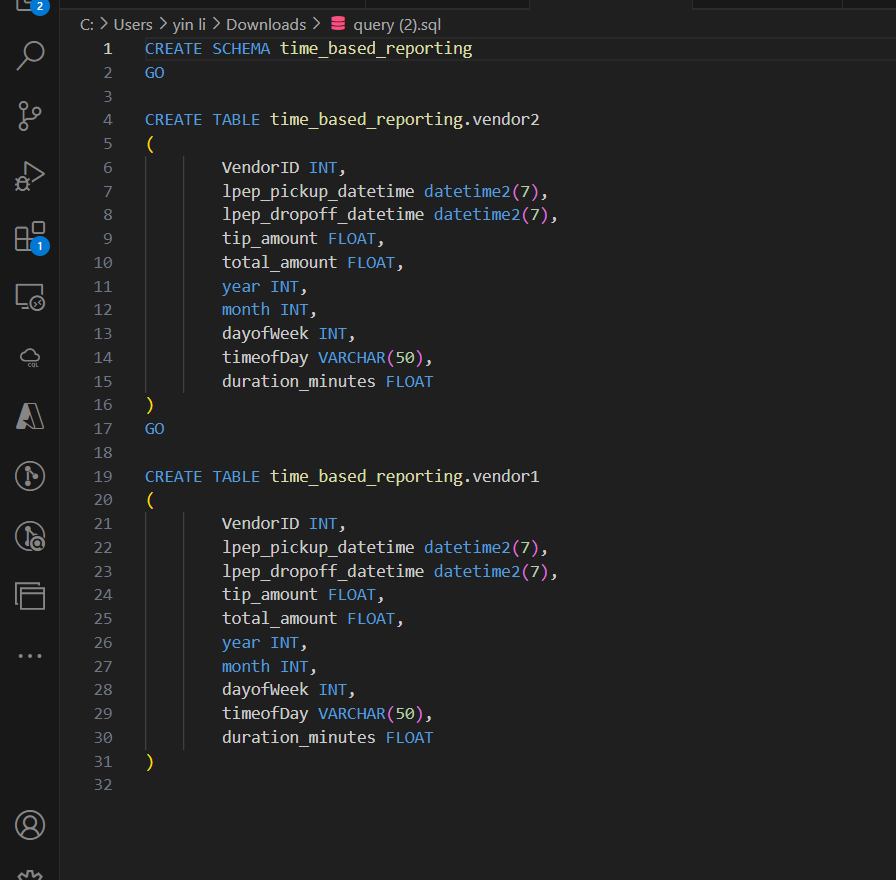 2
C: > Users > yin li > Downloads > query (2).sql
1 CREATE SCHEMA time_based_reporting
2 GO
3
4 CREATE TABLE time_based_reporting.vendor2
5 (
6 VendorID INT,
7 lpep_pickup_datetime datetime2(7),
8 lpep_dropoff_datetime datetime2(7),
9 tip_amount FLOAT,
10 total_amount FLOAT,
11 year INT,
12 month INT,
13 dayofWeek INT,
14 timeofDay VARCHAR(50),
15 duration_minutes FLOAT
16 )
17 GO
18
19 CREATE TABLE time_based_reporting.vendor1
20 (
21 VendorID INT,
22 lpep_pickup_datetime datetime2(7),
23 lpep_dropoff_datetime datetime2(7),
24 tip_amount FLOAT,
25 total_amount FLOAT,
26 year INT,
27 month INT,
28 dayofWeek INT,
29 timeofDay VARCHAR(50),
30 duration_minutes FLOAT
31 )
32
1
SQL